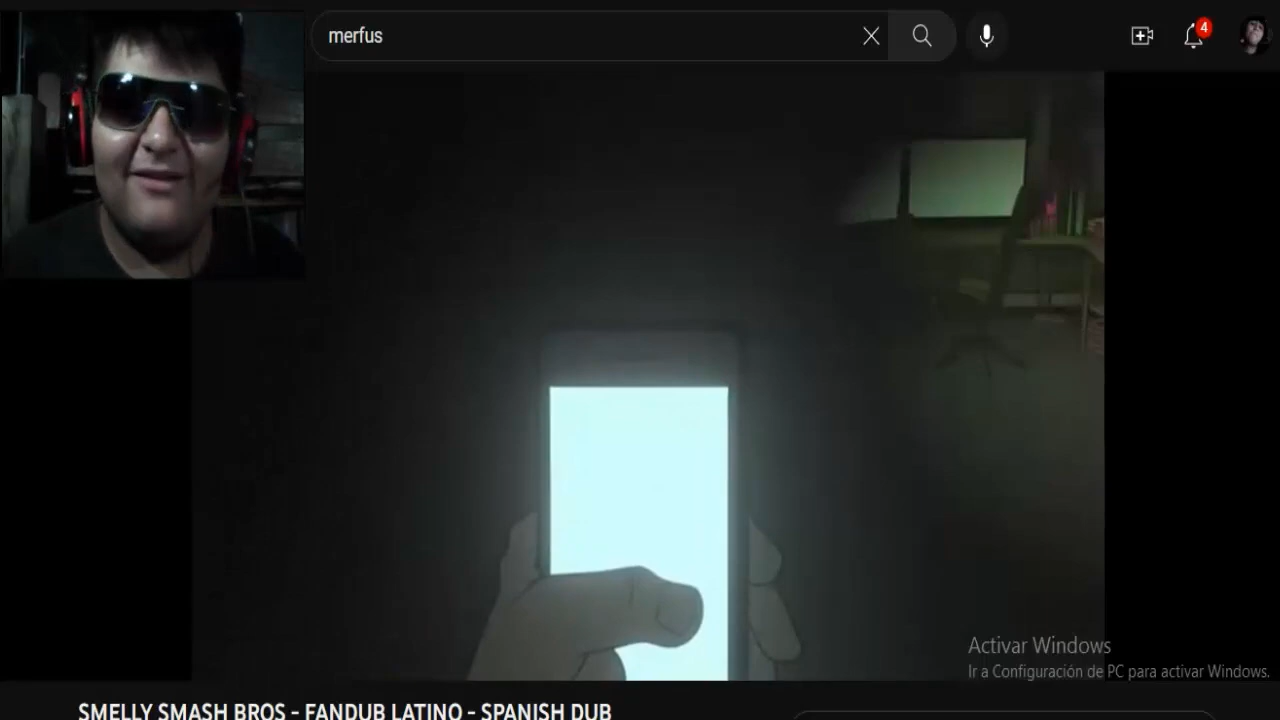 merfus
4
Activar Windows
Ir a Configuración de PC para activar Windows.
SMELLY SMASH BROS - FANDUB LATINO - SPANISH DUB